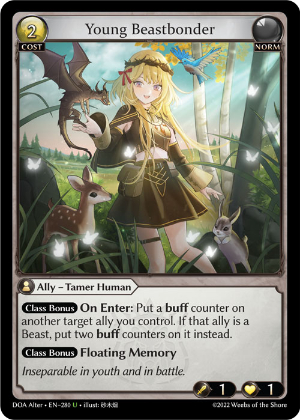 2
COST
Young Beastbonder
NORM
Ally – Tamer Human
Class Bonus On Enter: Put a buff counter on
another target ally you control. If that ally is a
Beast, put two buff counters on it instead.
Class Bonus Floating Memory
Inseparable in youth and in battle.
1
1
DOA Alter • EN-280 U • illust:
©2022 Weebs of the Shore